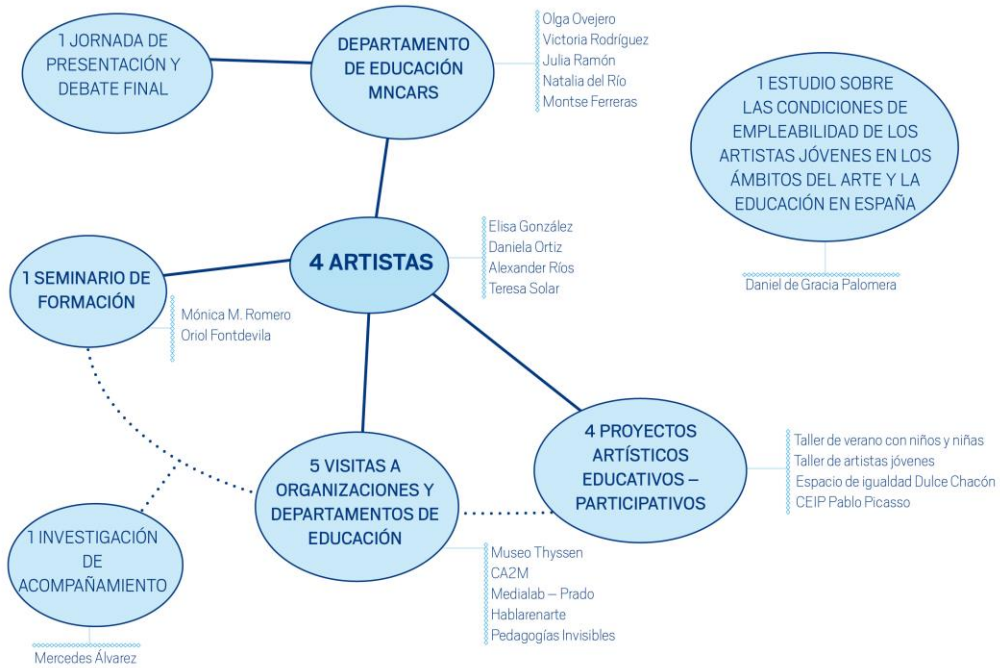 1 JORNADA DE
PRESENTACIÓN Y
DEBATE FINAL
DEPARTAMENTO
DE EDUCACIÓN
MNCARS
Olga Ovejero
Victoria Rodríguez
Julia Ramón
Natalia del Río
Montse Ferreras
1 ESTUDIO SOBRE
LAS CONDICIONES DE
EMPLEABILIDAD DE LOS
ARTISTAS JÓVENES EN LOS
ÁMBITOS DEL ARTE Y LA
EDUCACIÓN EN ESPAÑA
Daniel de Gracia Palomera
4 ARTISTAS
Elisa González
Daniela Ortiz
Alexander Ríos
Teresa Solar
1 SEMINARIO DE
FORMACIÓN
Mónica M. Romero
Oriol Fontdevila
4 PROYECTOS
ARTÍSTICOS
EDUCATIVOS –
PARTICIPATIVOS
Taller de verano con niños y niñas
Taller de artistas jóvenes
Espacio de igualdad Dulce Chacón
CEIP Pablo Picasso
5 VISITAS A
ORGANIZACIONES Y
DEPARTAMENTOS DE
EDUCACIÓN
Museo Thyssen
CA2M
Medialab – Prado
Hablarenarte
Pedagogías Invisibles
1 INVESTIGACIÓN
DE
ACOMPAÑAMIENTO
Mercedes Álvarez